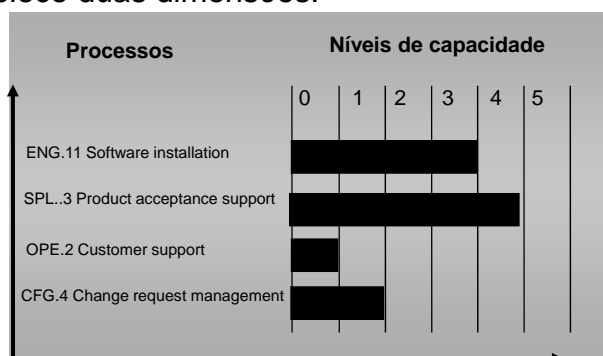 Processos
Níveis de capacidade
0 1 2 3 4 5
ENG.11 Software installation
SPL..3 Product acceptance support
OPE.2 Customer support
CFG.4 Change request management